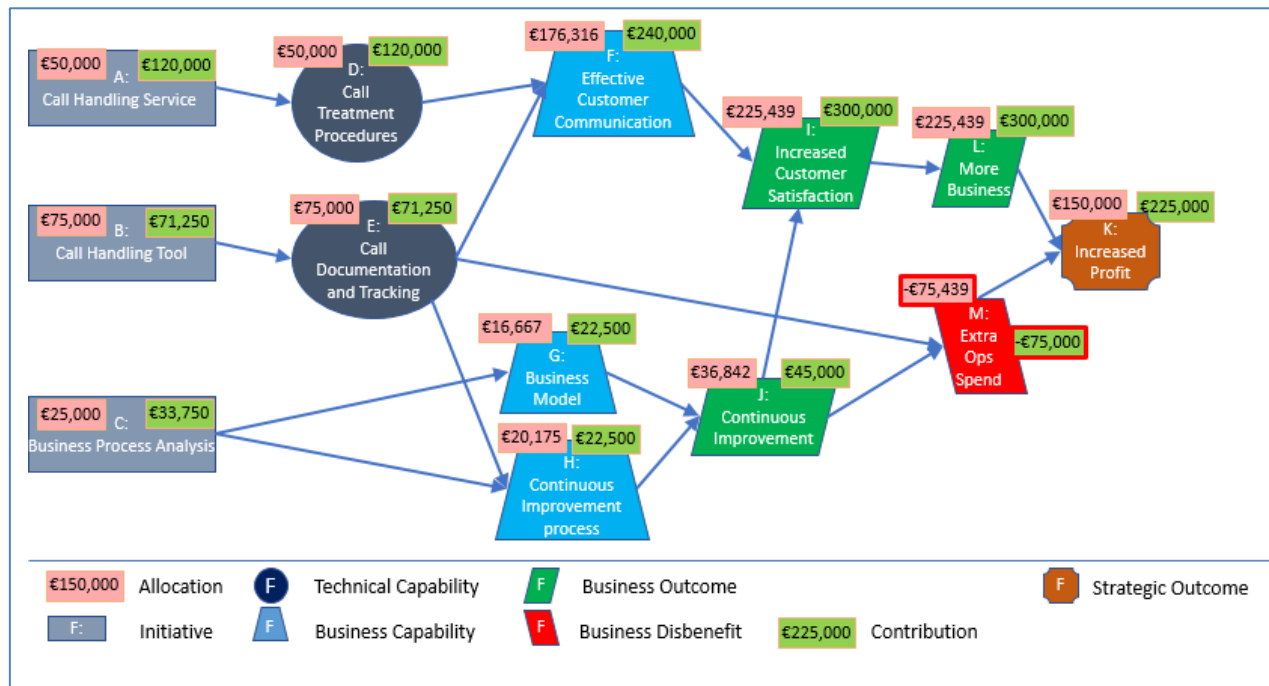 €50,000 A: €120,000
Call Handling Service
€50,000 €120,000
D:
Call
Treatment
Procedures
€176,316 €240,000
F:
Effective
Customer
Communication
€225,439 €300,000
I:
Increased
Customer
Satisfaction
€225,439 €300,000
L:
More
Business
€75,000 B: €71,250
Call Handling Tool
€75,000 €71,250
E:
Call
Documentation
and Tracking
€150,000 €225,000
K:
Increased
Profit
-€75,439
M:
Extra
Ops
Spend
-€75,000
€16,667 €22,500
G:
Business
Model
€36,842 €45,000
J:
Continuous
Improvement
€25,000 C: €33,750
Business Process Analysis
€20,175 €22,500
H:
Continuous
Improvement
process
€150,000 Allocation F Technical Capability F Business Outcome F Strategic Outcome
F: Initiative F Business Capability F Business Disbenefit €225,000 Contribution